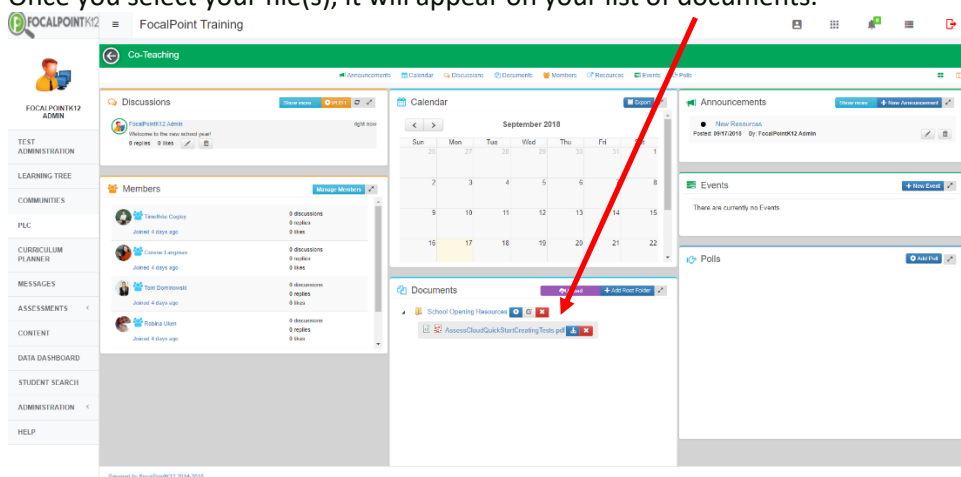 Once you select your file(s), it will appear on your list of documents.
FOCALPOINTK12
FocalPoint Training
Co-Teaching
Announcements Calendar Discussions Documents Members Resources Events Polls
FOCALPOINTK12
ADMIN
TEST
ADMINISTRATION
LEARNING TREE
COMMUNITIES
PLC
CURRICULUM
PLANNER
MESSAGES
ASSESSMENTS <
CONTENT
DATA DASHBOARD
STUDENT SEARCH
ADMINISTRATION <
HELP
Discussions
Show more
FocalPointK12 Admin right now
Welcome to the new school year!
0 replies 0 likes
Members
Manage Members
Timothée Copley
Joined 4 days ago
0 discussions
0 replies
0 likes
Connie Langman
Joined 4 days ago
0 discussions
0 replies
0 likes
Tom Dombrowski
Joined 4 days ago
0 discussions
0 replies
0 likes
Robina Uken
Joined 4 days ago
0 discussions
0 replies
0 likes
Calendar
Export
< > September 2018
Sun Mon Tue Wed Thu Fri
26 27 28 29 30 31 1
2 3 4 5 6 8
9 10 11 12 13 14 15
16 17 18 19 20 21 22
Documents
+ Add Root Folder
School Opening Resources
AssessCloudQuickStartCreatingTests.pdf
Announcements
Show more + New Announcement
New Resources
Posted: 09/17/2018 By: FocalPointK12 Admin
Events
+ New Event
There are currently no Events.
Polls
Add Poll
Powered by FocalPointK12 2014-2018